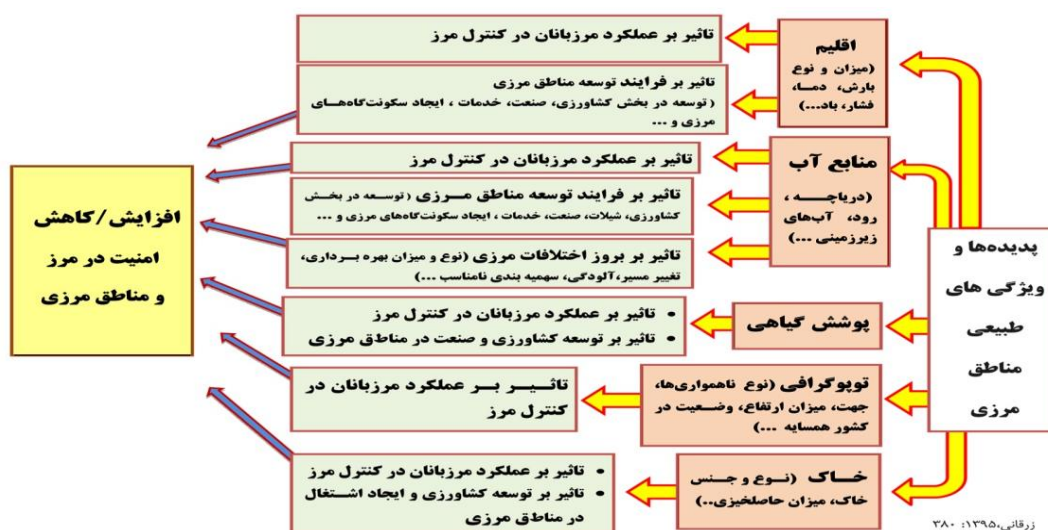 پدیده‌ها و
ویژگی های
طبیعی
مناطق
مرزی
اقلیم
(میزان و نوع
بارش، دما،
فشار، باد...)
تاثیر بر عملکرد مرزبانان در کنترل مرز
تاثیر بر فرایند توسعه مناطق مرزی
(توسعه در بخش کشاورزی، صنعت، خدمات ، ایجاد سکونت‌گاه‌های
مرزی و ...
منابع آب
(دریاچه ،
رود، آب‌های
زیرزمینی ...)
تاثیر بر عملکرد مرزبانان در کنترل مرز
تاثیر بر فرایند توسعه مناطق مرزی (توسعه در بخش
کشاورزی، شیلات، صنعت، خدمات ، ایجاد سکونت‌گاه‌های مرزی و ...
تاثیر بر بروز اختلافات مرزی (نوع و میزان بهره برداری،
تغییر مسیر،آلودگی، سهمیه بندی نامناسب ...)
پوشش گیاهی
• تاثیر بر عملکرد مرزبانان در کنترل مرز
• تاثیر بر توسعه کشاورزی و صنعت در مناطق مرزی
توپوگرافی (نوع ناهمواری‌ها،
جهت، میزان ارتفاع، وضعیت در
کشور همسایه ...)
تاثیر بر عملکرد مرزبانان در
کنترل مرز
خاک (نوع و جنس
خاک، میزان حاصلخیزی..)
• تاثیر بر عملکرد مرزبانان در کنترل مرز
• تاثیر بر توسعه کشاورزی و ایجاد اشتغال
در مناطق مرزی
افزایش/کاهش
امنیت در مرز
و مناطق مرزی
زرقانی،۱۳۹۵: ۳۸۰